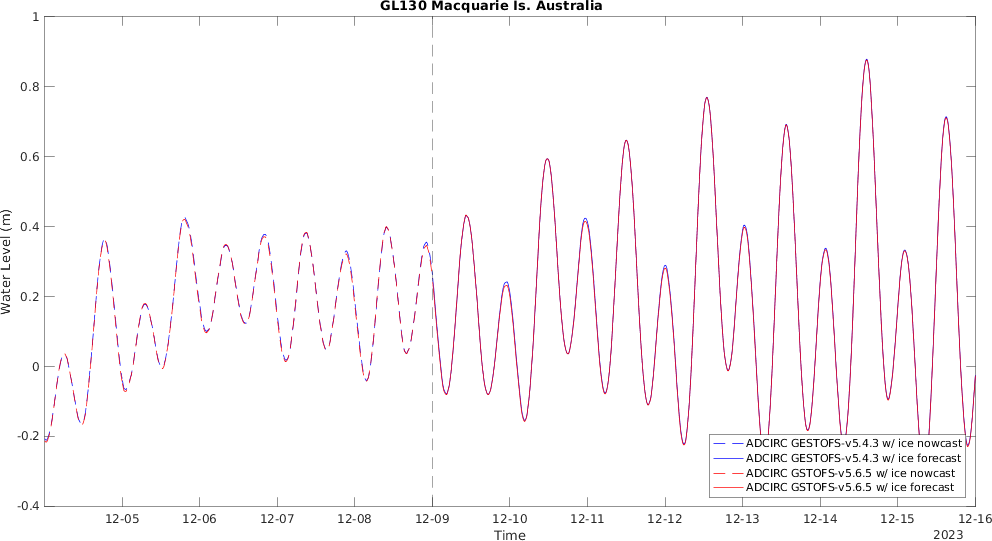 GL130 Macquarie Is. Australia
Water Level (m)
1
0.8
0.6
0.4
0.2
0
-0.2
-0.4
ADCIRC GESTOFS-v5.4.3 w/ ice nowcast
ADCIRC GESTOFS-v5.4.3 w/ ice forecast
ADCIRC GSTOFS-v5.6.5 w/ ice nowcast
ADCIRC GSTOFS-v5.6.5 w/ ice forecast
12-05 12-06 12-07 12-08 12-09 12-10 12-11 12-12 12-13 12-14 12-15 12-16
Time
2023